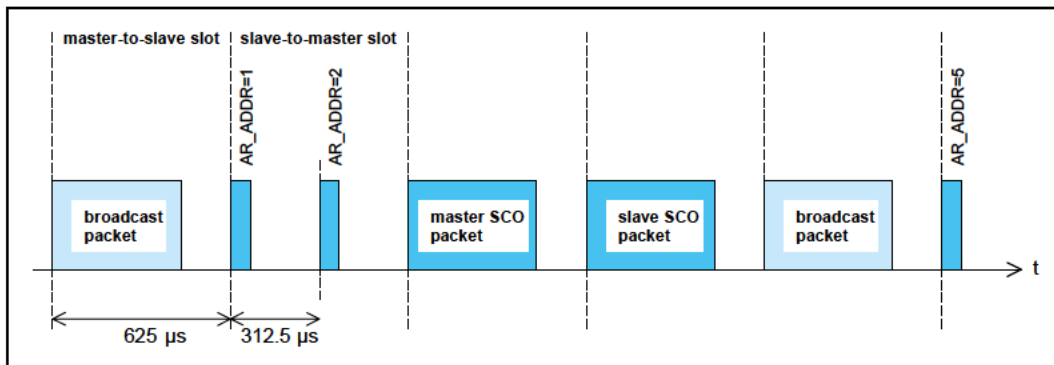 master-to-slave slot
slave-to-master slot
AR_ADDR=1
AR_ADDR=2
AR_ADDR=5
broadcast
packet
master SCO
packet
slave SCO
packet
broadcast
packet
t
625 µs
312.5 µs